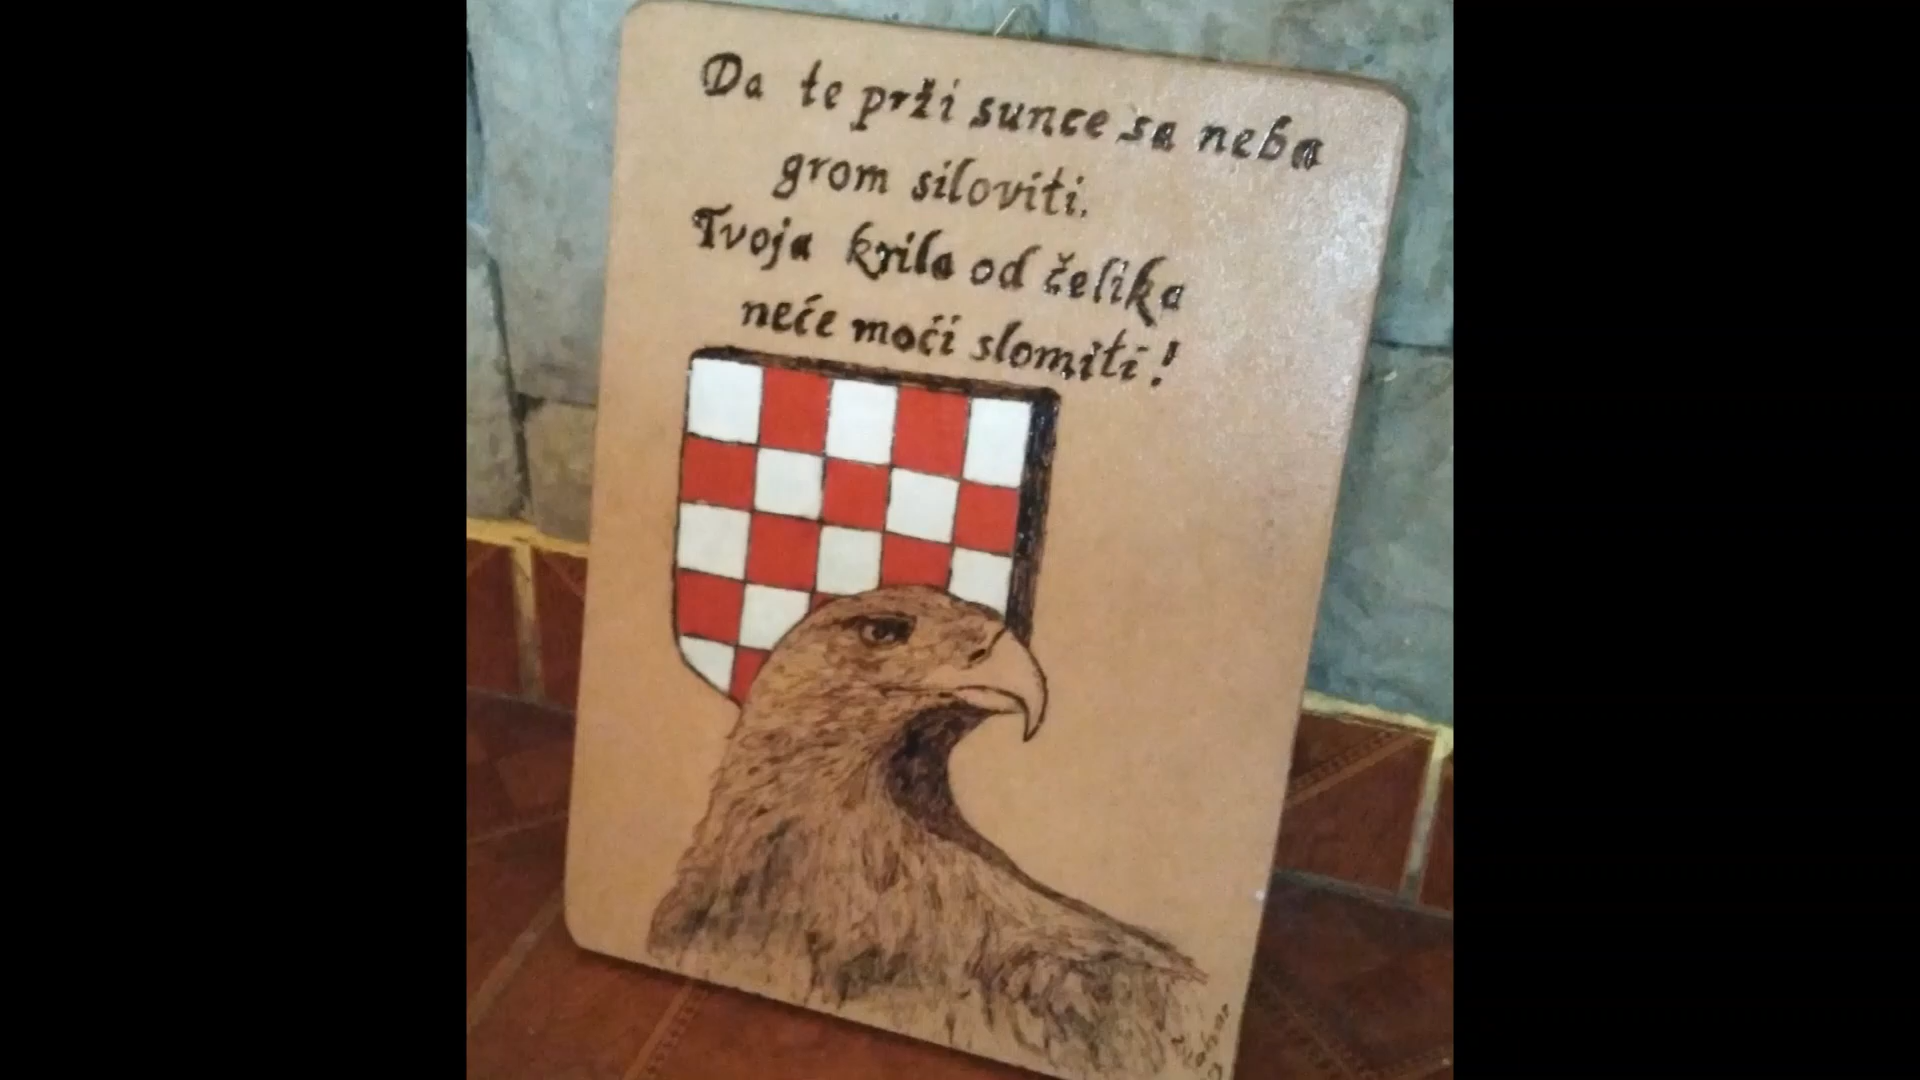 Da te prži sunce sa neba
grom siloviti.
Tvoja krila od čelika
neće moći slomiti!